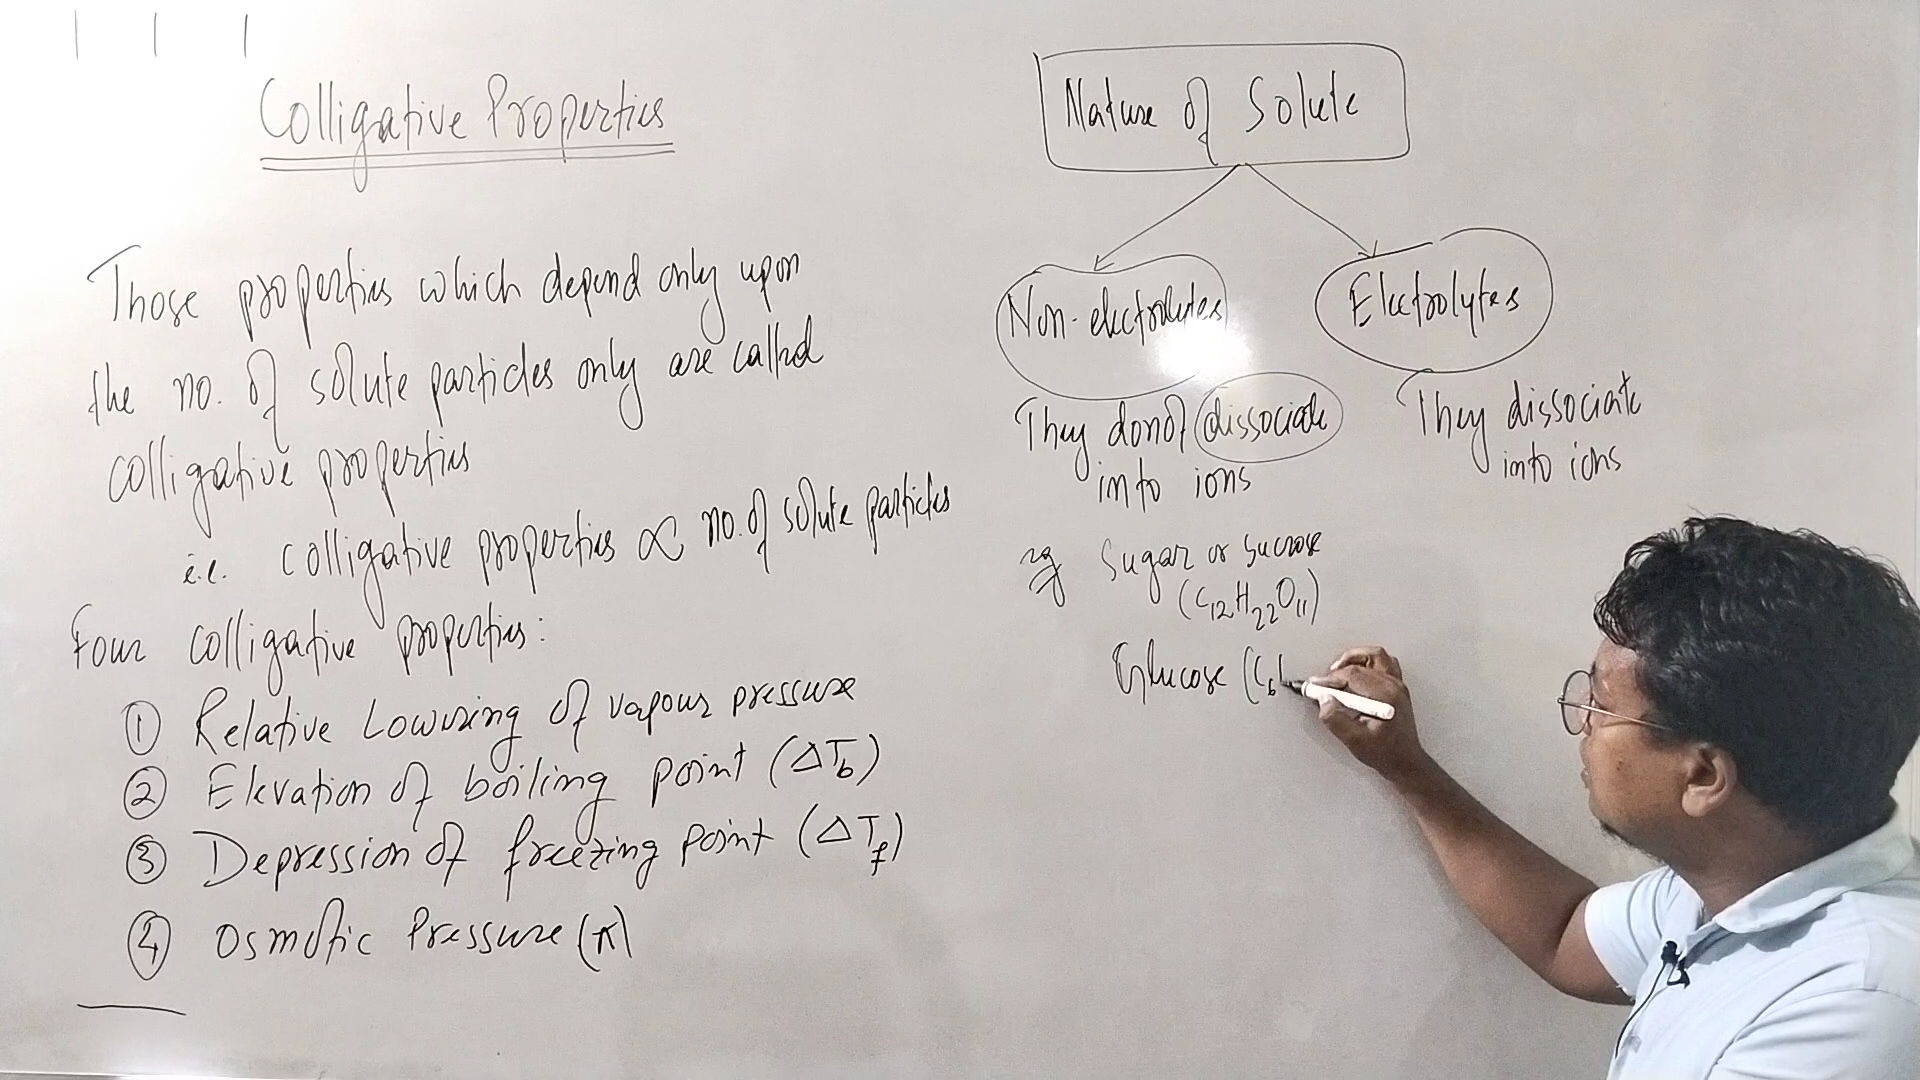 Colligative Properties
Those properties which depend only upon
the no. of solute particles only are called
colligative properties
i.e. colligative properties ∝ no. of solute particles
Four colligative properties:
① Relative Lowering of vapour pressure
② Elevation of boiling point (ΔT_b)
③ Depression of freezing point (ΔT_f)
④ Osmotic Pressure (π)
Nature of Solute
Non-electrolytes
They donot dissociate
into ions
eg Sugar or sucrose
(C₁₂H₂₂O₁₁)
Glucose (C₆
Electrolytes
They dissociate
into ions